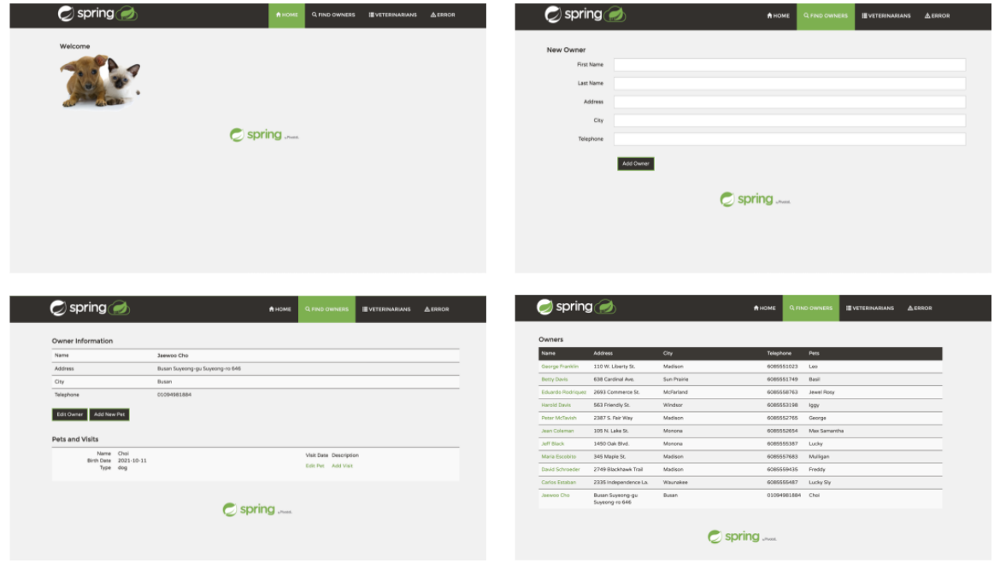 spring
HOME FIND OWNERS VETERINARIANS ERROR
Welcome
spring
spring
HOME FIND OWNERS VETERINARIANS ERROR
New Owner
First Name
Last Name
Address
City
Telephone
Add Owner
spring
spring
HOME FIND OWNERS VETERINARIANS ERROR
Owner Information
Name Jaewoo Cho
Address Busan Suyeong-gu Suyeong-ro 646
City Busan
Telephone 01094981884
Edit Owner Add New Pet
Pets and Visits
Name Choi
Birth Date 2021-10-11
Type dog
Visit Date Description
Edit Pet Add Visit
spring
spring
HOME FIND OWNERS VETERINARIANS ERROR
Owners
Name Address City Telephone Pets
George Franklin 110 W. Liberty St. Madison 6085551023 Leo
Betty Davis 638 Cardinal Ave. Sun Prairie 6085551749 Basil
Eduardo Rodriquez 2693 Commerce St. McFarland 6085558763 Jewel Rosy
Harold Davis 563 Friendly St. Windsor 6085553198 Iggy
Peter McTavish 2387 S. Fair Way Madison 6085552765 George
Jean Coleman 105 N. Lake St. Monona 6085552654 Max Samantha
Jeff Black 1450 Oak Blvd. Monona 6085555387 Lucky
Maria Escobito 345 Maple St. Madison 6085557683 Mulligan
David Schroeder 2749 Blackhawk Trail Madison 6085559435 Freddy
Carlos Estaban 2335 Independence La. Waunakee 6085555487 Lucky Sly
Jaewoo Cho Busan Suyeong-gu Busan 01094981884 Choi
Suyeong-ro 646
spring